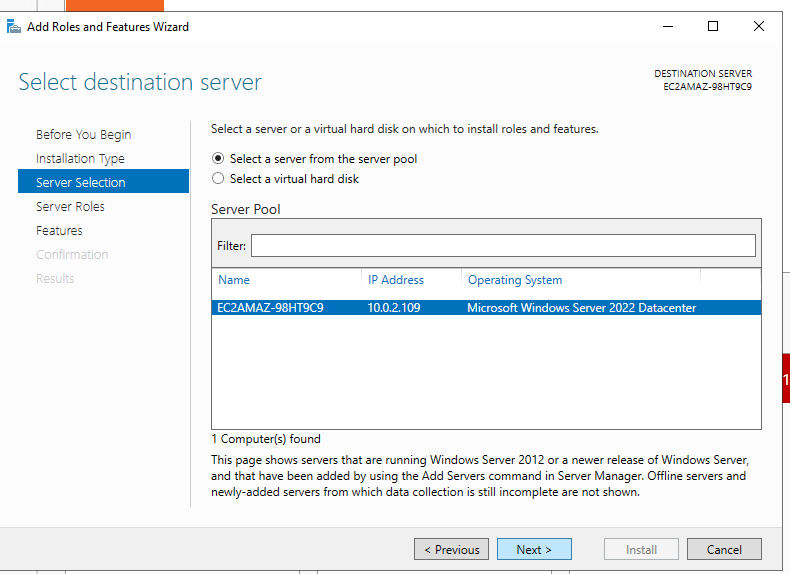 Add Roles and Features Wizard
Select destination server
DESTINATION SERVER
EC2AMAZ-98HT9C9
Before You Begin
Installation Type
Server Selection
Server Roles
Features
Confirmation
Results
Select a server or a virtual hard disk on which to install roles and features.
Select a server from the server pool
Select a virtual hard disk
Server Pool
Filter:
Name IP Address Operating System
EC2AMAZ-98HT9C9 10.0.2.109 Microsoft Windows Server 2022 Datacenter
1 Computer(s) found
This page shows servers that are running Windows Server 2012 or a newer release of Windows Server,
and that have been added by using the Add Servers command in Server Manager. Offline servers and
newly-added servers from which data collection is still incomplete are not shown.
< Previous Next > Install Cancel
1